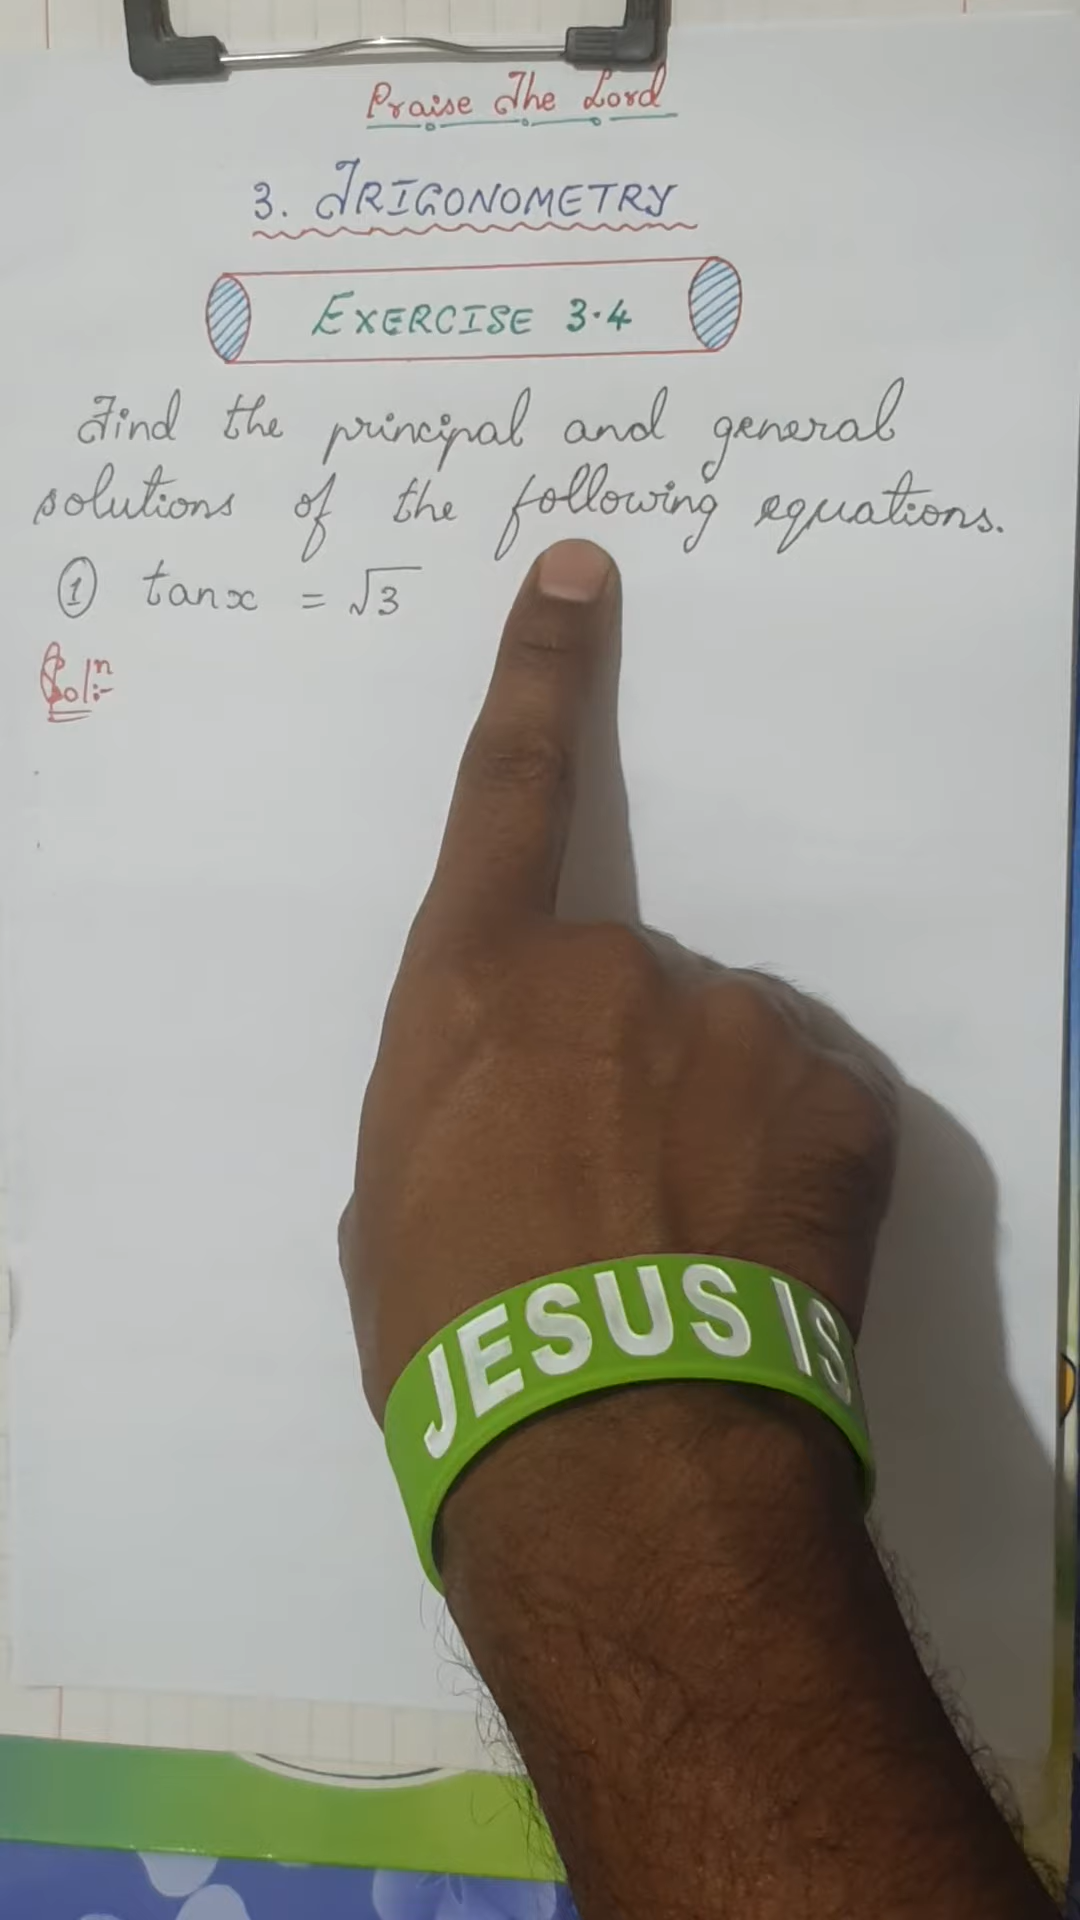 Praise The Lord
3. TRIGONOMETRY
EXERCISE 3.4
Find the principal and general
solutions of the following equations.
① tanx = √3
Solⁿ:-
JESUS IS